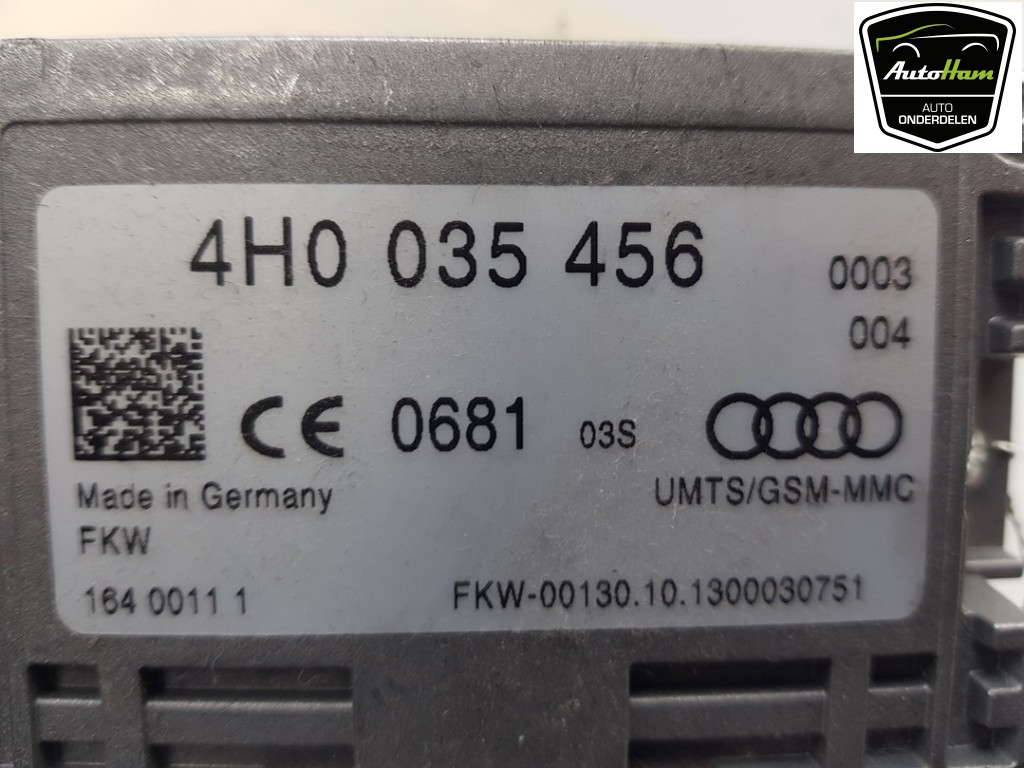 AutoHam
AUTO
ONDERDELEN
4H0 035 456
0003
004
CE 0681 03S
Made in Germany
UMTS/GSM-MMC
FKW
164 0011 1
FKW-00130.10.1300030751